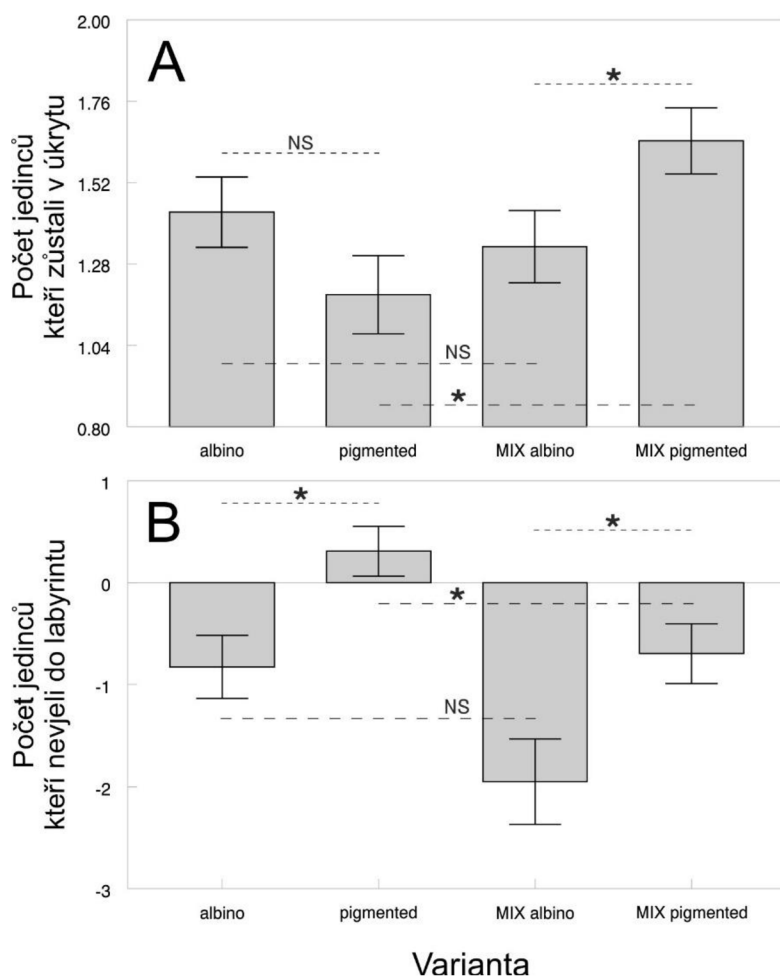 A
2.00
1.76
1.52
1.28
1.04
0.80
Počet jedinců
kteří zůstali v úkrytu
NS
*
NS
*
albino pigmented MIX albino MIX pigmented
B
1
0
-1
-2
-3
Počet jedinců
kteří nevjeli do labyrintu
*
*
*
NS
albino pigmented MIX albino MIX pigmented
Varianta